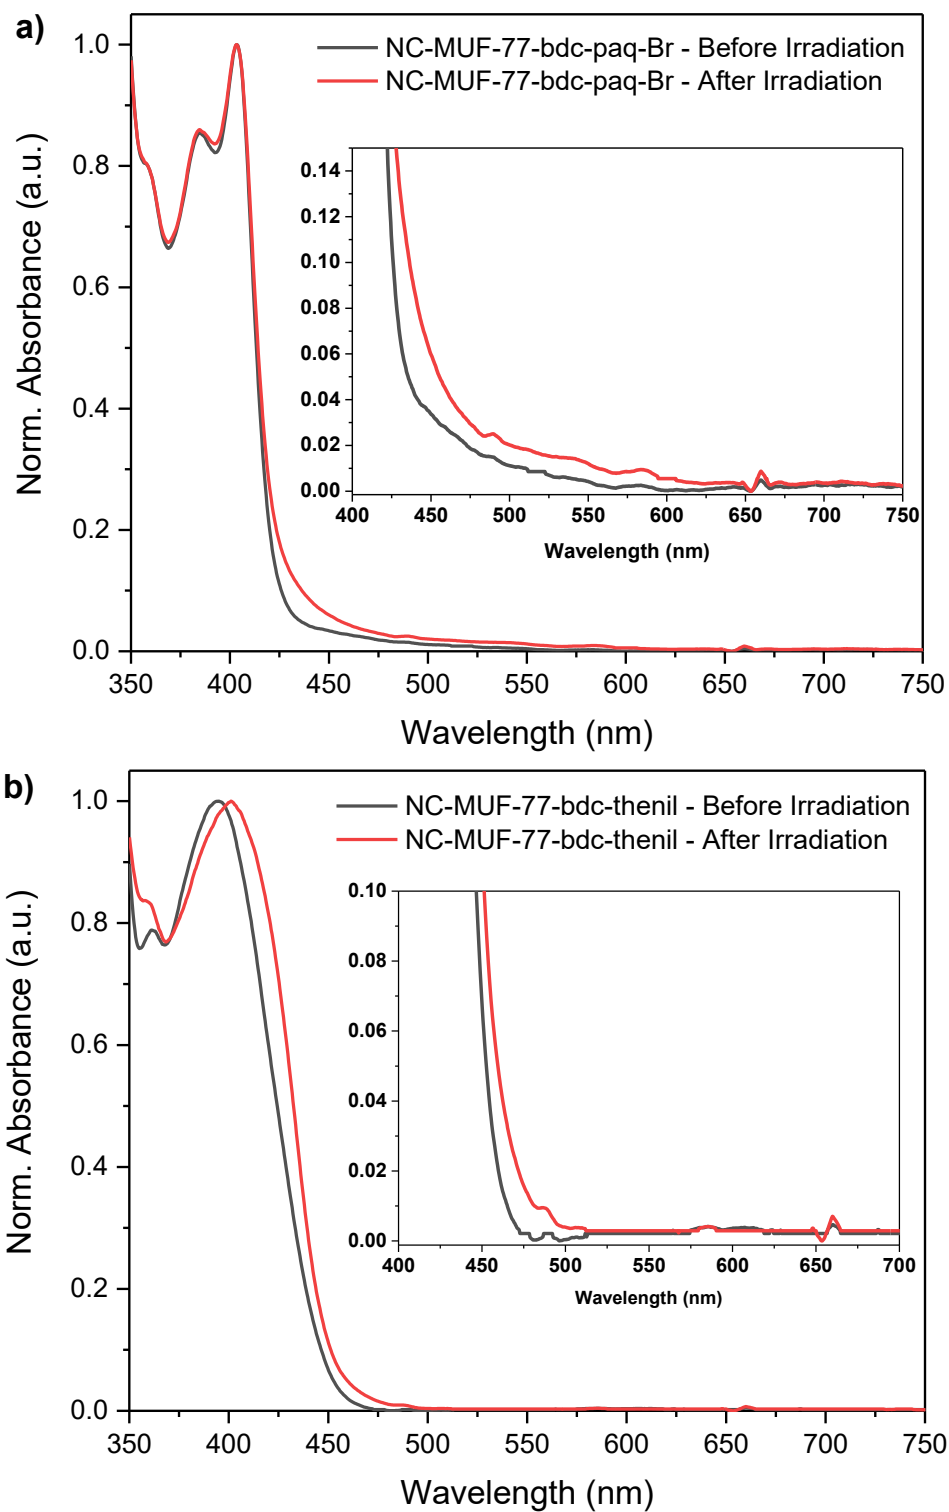 a)
NC-MUF-77-bdc-paq-Br - Before Irradiation
NC-MUF-77-bdc-paq-Br - After Irradiation
Norm. Absorbance (a.u.)
1.0
0.8
0.6
0.4
0.2
0.0
0.14
0.12
0.10
0.08
0.06
0.04
0.02
0.00
400 450 500 550 600 650 700 750
Wavelength (nm)
350 400 450 500 550 600 650 700 750
Wavelength (nm)
b)
NC-MUF-77-bdc-thenil - Before Irradiation
NC-MUF-77-bdc-thenil - After Irradiation
Norm. Absorbance (a.u.)
1.0
0.8
0.6
0.4
0.2
0.0
0.10
0.08
0.06
0.04
0.02
0.00
400 450 500 550 600 650 700
Wavelength (nm)
350 400 450 500 550 600 650 700 750
Wavelength (nm)